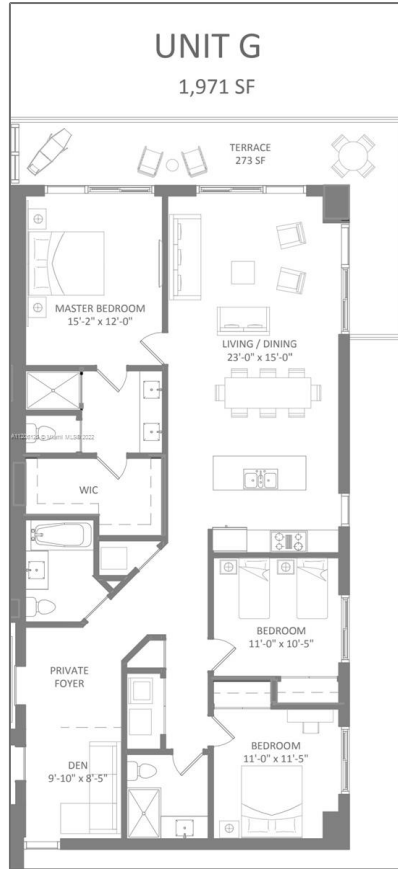 UNIT G
1,971 SF
TERRACE
273 SF
MASTER BEDROOM
15'-2" x 12'-0"
LIVING / DINING
23'-0" x 15'-0"
WIC
BEDROOM
11'-0" x 10'-5"
PRIVATE
FOYER
DEN
9'-10" x 8'-5"
BEDROOM
11'-0" x 11'-5"